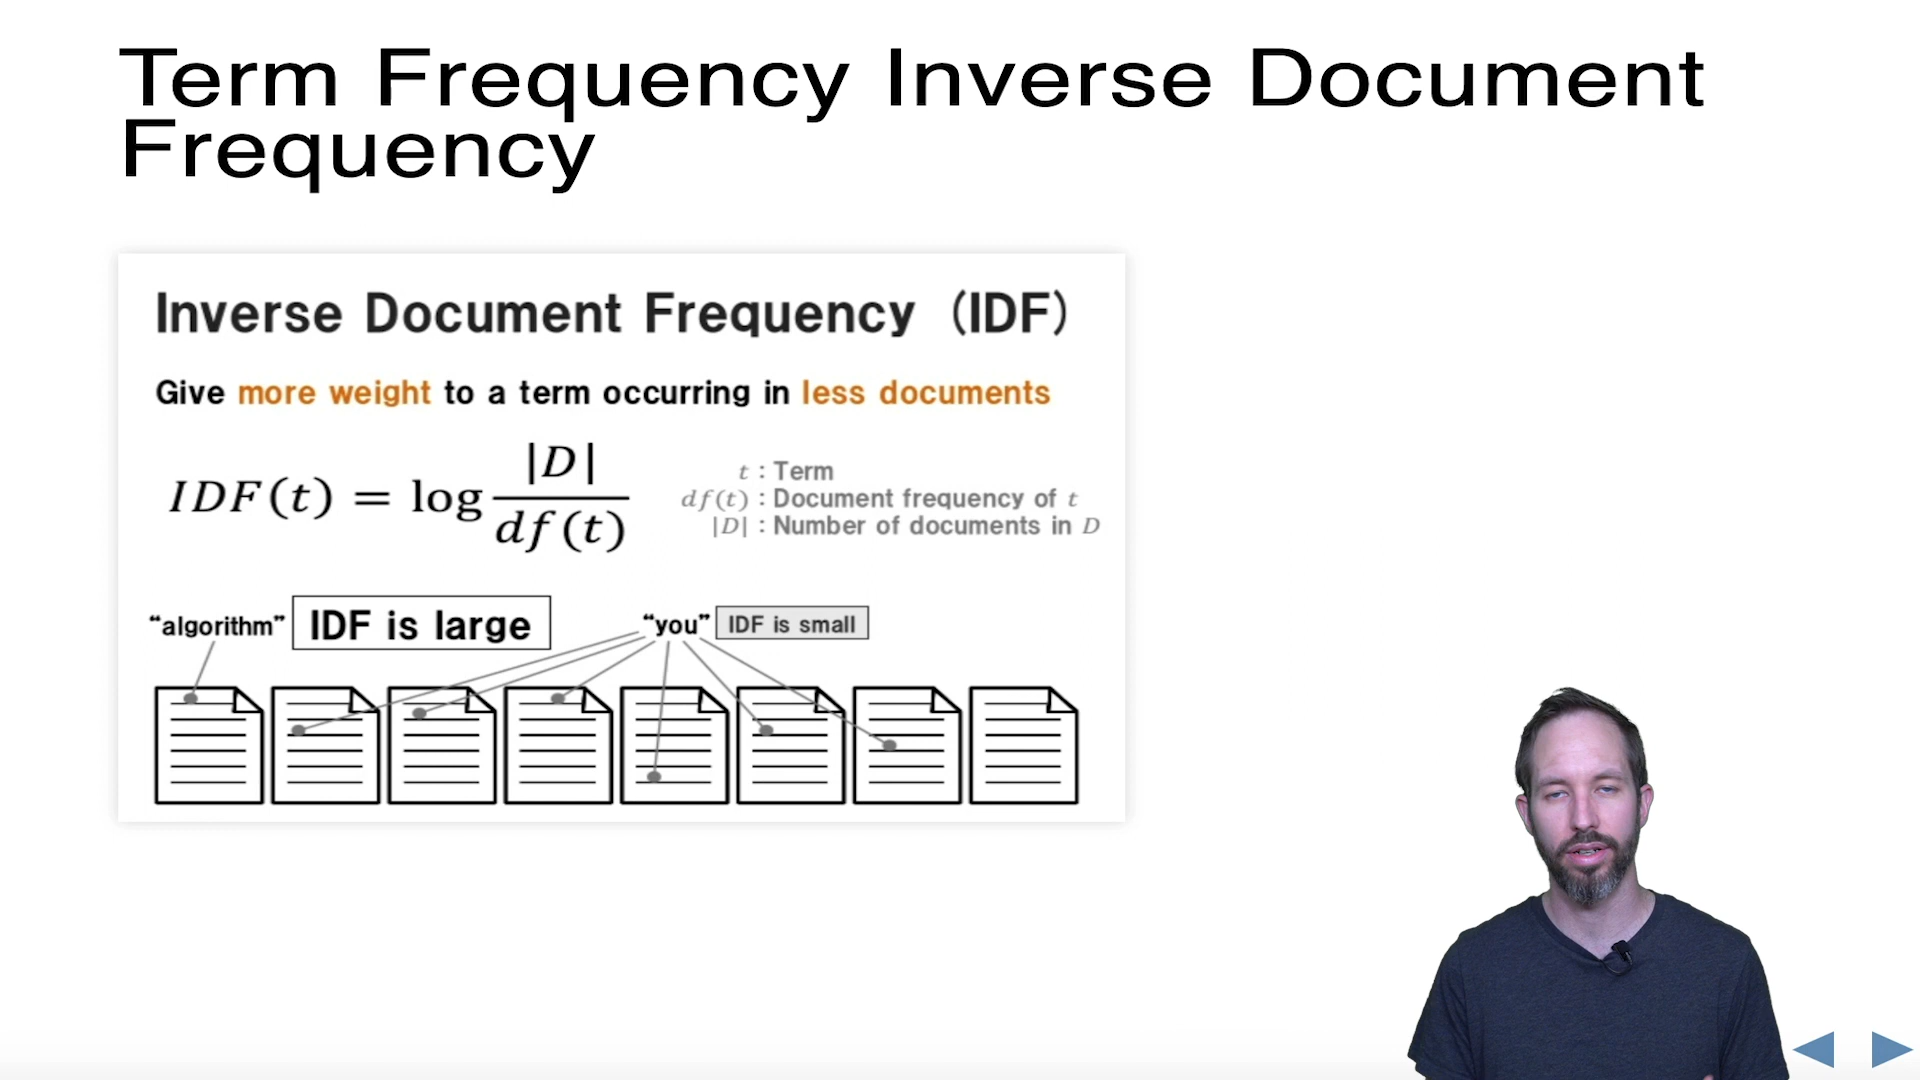 Term Frequency Inverse Document
Frequency
Inverse Document Frequency (IDF)
Give more weight to a term occurring in less documents
IDF(t) = log |D| / df(t)
t : Term
df(t) : Document frequency of t
|D| : Number of documents in D
“algorithm” IDF is large “you” IDF is small